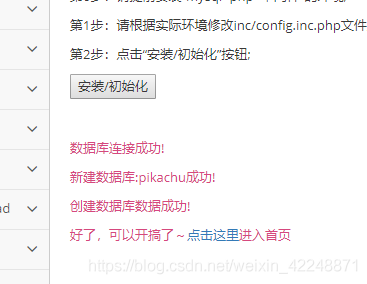 第1步：请根据实际环境修改inc/config.inc.php文件
第2步：点击“安装/初始化”按钮;
安装/初始化
数据库连接成功!
新建数据库:pikachu成功!
创建数据库数据成功!
好了，可以开搞了～点击这里进入首页
ad
https://blog.csdn.net/weixin_42248871